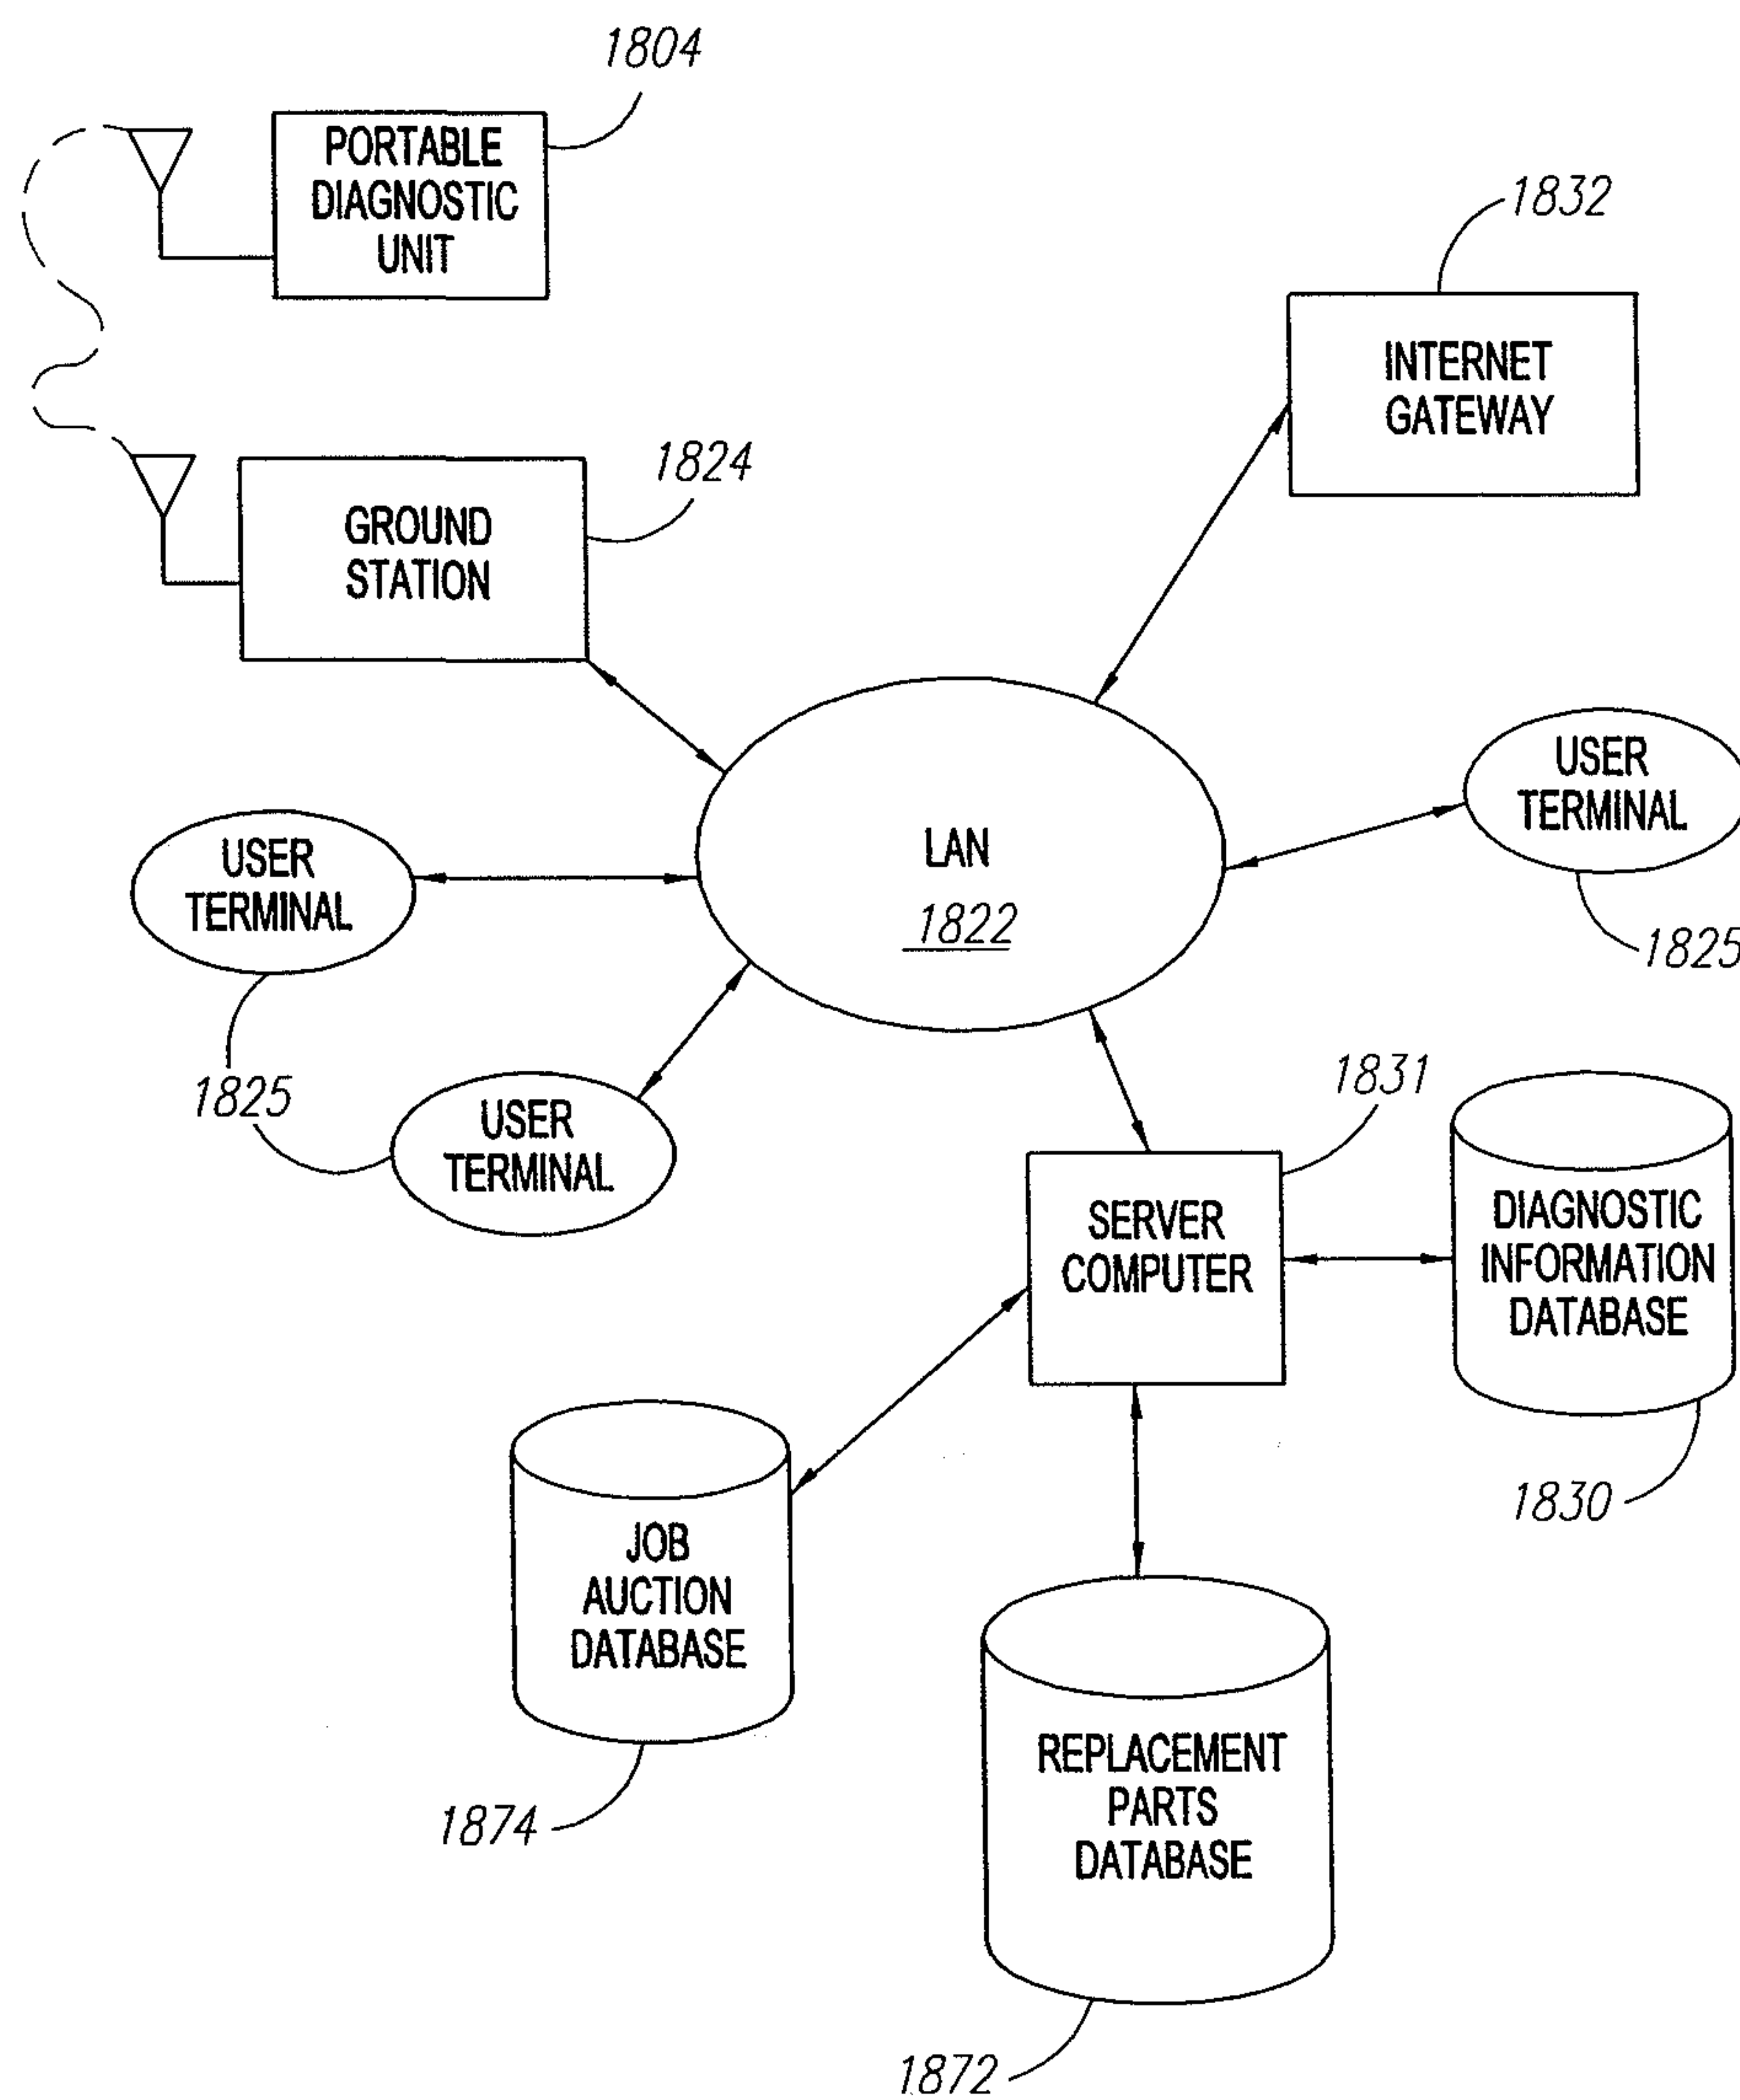 1804
PORTABLE
DIAGNOSTIC
UNIT
1832
INTERNET
GATEWAY
1824
GROUND
STATION
USER
TERMINAL
1825
LAN
1822
USER
TERMINAL
1825
USER
TERMINAL
1831
SERVER
COMPUTER
DIAGNOSTIC
INFORMATION
DATABASE
1830
JOB
AUCTION
DATABASE
1874
REPLACEMENT
PARTS
DATABASE
1872